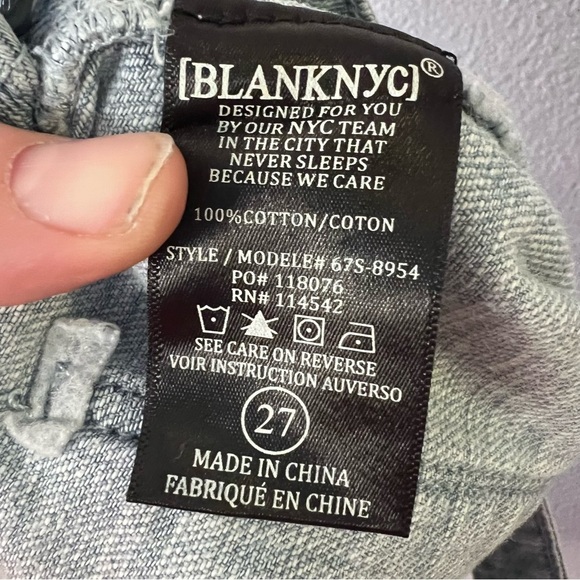 [BLANKNYC]®
DESIGNED FOR YOU
BY OUR NYC TEAM
IN THE CITY THAT
NEVER SLEEPS
BECAUSE WE CARE
100%COTTON/COTON
STYLE / MODELE# 67S-8954
PO# 118076
RN# 114542
SEE CARE ON REVERSE
VOIR INSTRUCTION AUVERSO
27
MADE IN CHINA
FABRIQUÉ EN CHINE